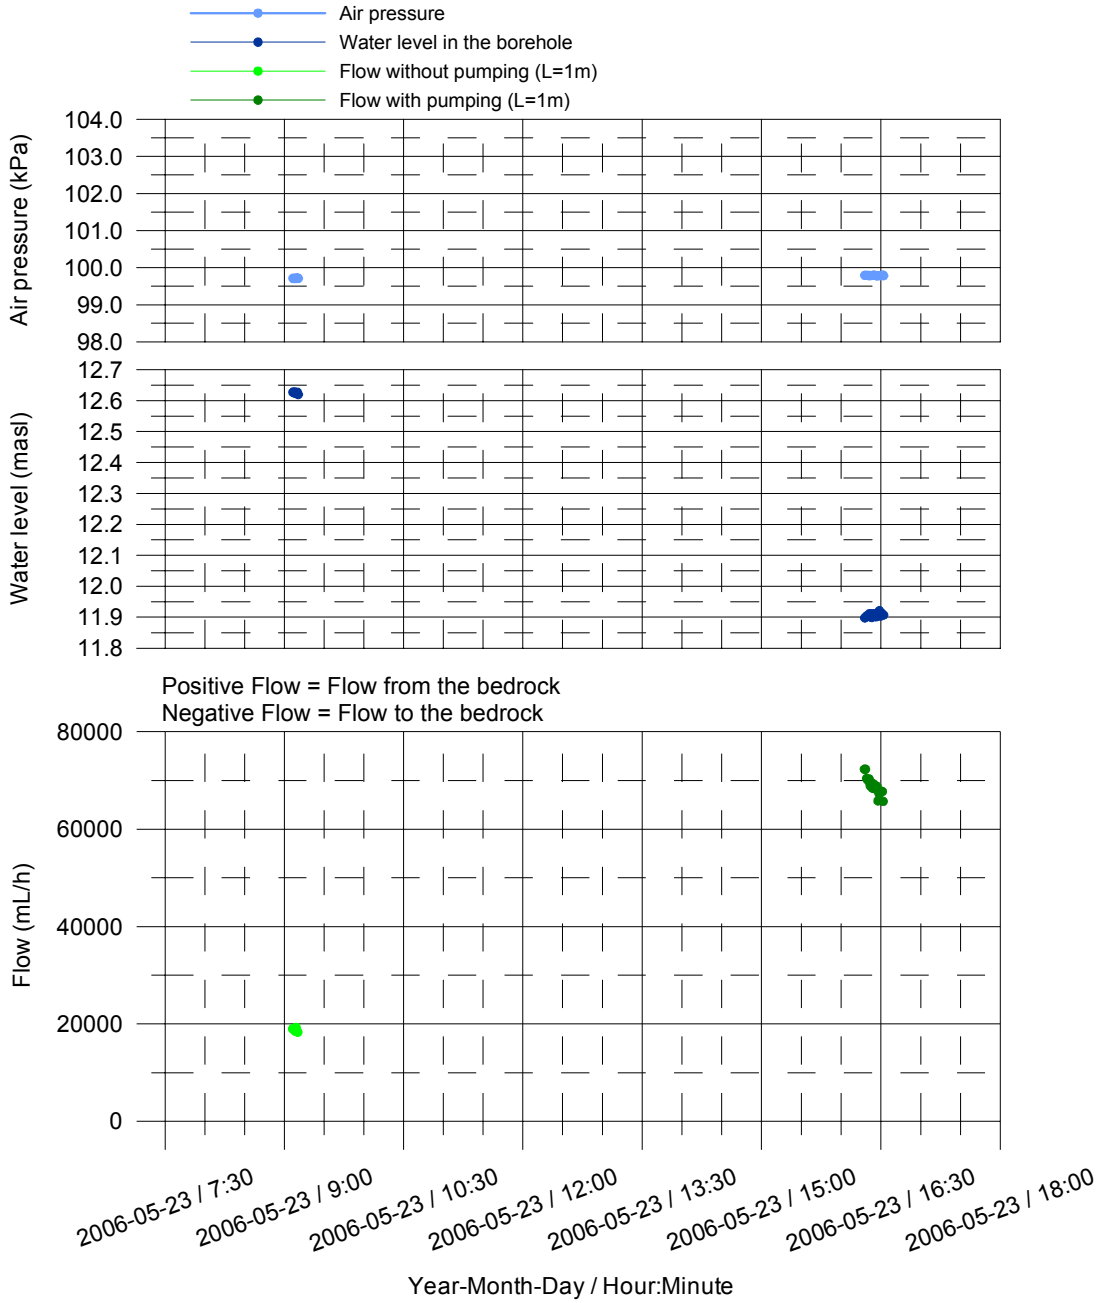 Air pressure
Water level in the borehole
Flow without pumping (L=1m)
Flow with pumping (L=1m)
Air pressure (kPa)
104.0
103.0
102.0
101.0
100.0
99.0
98.0
Water level (masl)
12.7
12.6
12.5
12.4
12.3
12.2
12.1
12.0
11.9
11.8
Positive Flow = Flow from the bedrock
Negative Flow = Flow to the bedrock
Flow (mL/h)
80000
60000
40000
20000
0
2006-05-23 / 7:30
2006-05-23 / 9:00
2006-05-23 / 10:30
2006-05-23 / 12:00
2006-05-23 / 13:30
2006-05-23 / 15:00
2006-05-23 / 16:30
2006-05-23 / 18:00
Year-Month-Day / Hour:Minute